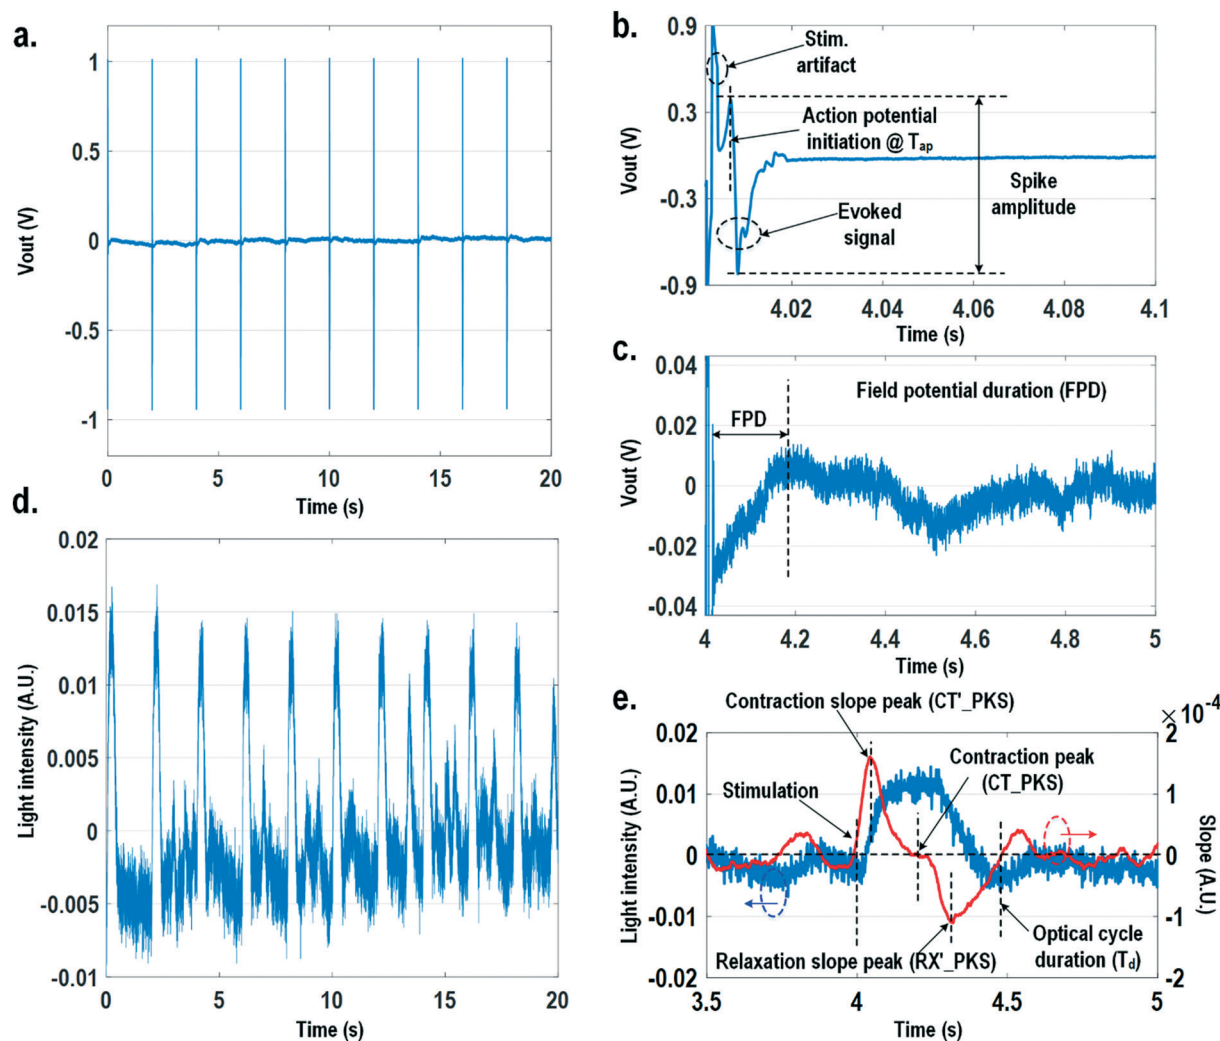 a.
1
0.5
0
-0.5
-1
Vout (V)
0
5
10
15
20
Time (s)
b.
0.9
0.3
-0.3
-0.9
Vout (V)
Stim.
artifact
Action potential
initiation @ Tap
Evoked
signal
Spike
amplitude
4.02
4.04
4.06
4.08
4.1
Time (s)
c.
0.04
0.02
0
-0.02
-0.04
Vout (V)
Field potential duration (FPD)
FPD
4
4.2
4.4
4.6
4.8
5
Time (s)
d.
0.02
0.015
0.01
0.005
0
-0.005
-0.01
Light intensity (A.U.)
0
5
10
15
20
Time (s)
e.
×10-4
0.02
0.01
0
-0.01
-0.02
Light intensity (A.U.)
Contraction slope peak (CT'_PKS)
Contraction peak
(CT_PKS)
Stimulation
Relaxation slope peak (RX'_PKS)
Optical cycle
duration (Td)
2
1
0
-1
-2
Slope (A.U.)
3.5
4
4.5
5
Time (s)